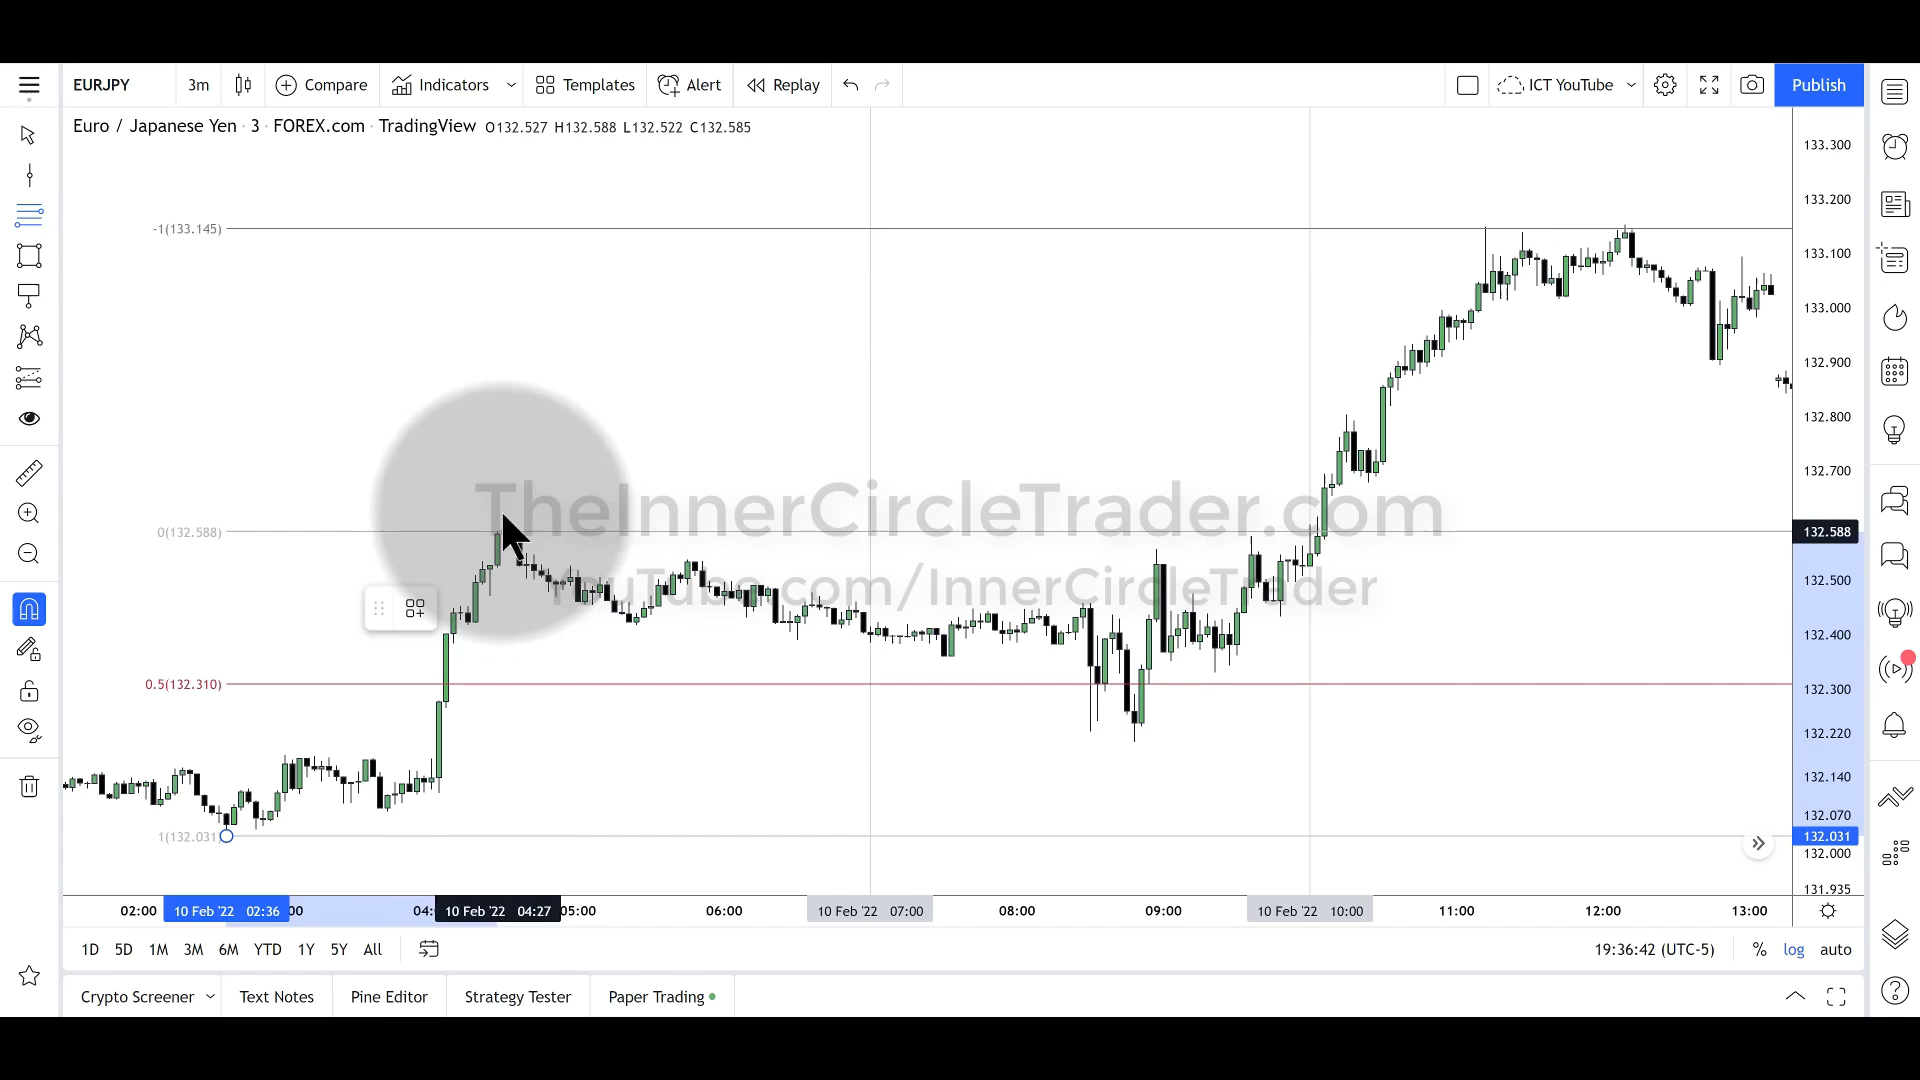 EURJPY 3m Compare Indicators Templates Alert Replay ICT YouTube Publish
Euro / Japanese Yen · 3 · FOREX.com · TradingView O132.527 H132.588 L132.522 C132.585
133.300
133.200
-1(133.145)
133.100
133.000
132.900
132.800
132.700
TheInnerCircleTrader.com
0(132.588) 132.588
YouTube.com/InnerCircleTrader
132.500
132.400
0.5(132.310)
132.300
132.220
132.140
132.070
1(132.031) 132.031
132.000
131.935
02:00 10 Feb '22 02:36 :00 04: 10 Feb '22 04:27 05:00 06:00 10 Feb '22 07:00 08:00 09:00 10 Feb '22 10:00 11:00 12:00 13:00
1D 5D 1M 3M 6M YTD 1Y 5Y All 19:36:42 (UTC-5) % log auto
Crypto Screener Text Notes Pine Editor Strategy Tester Paper Trading